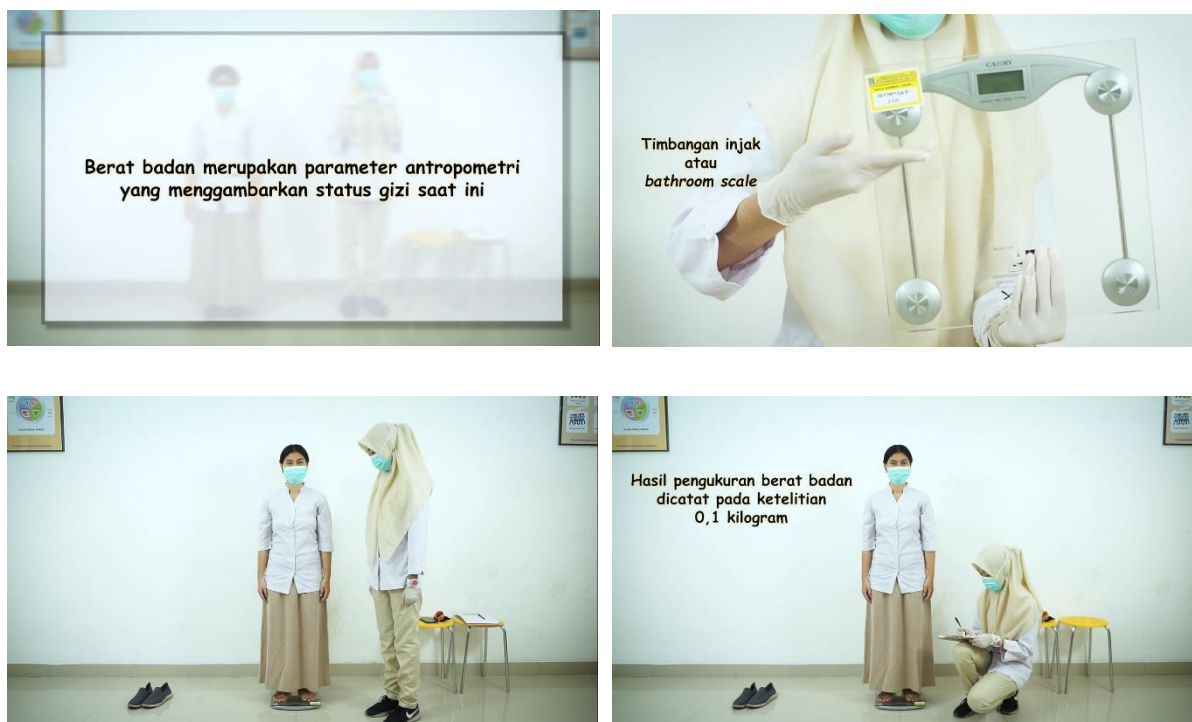 Berat badan merupakan parameter antropometri
yang menggambarkan status gizi saat ini
CAMRY
Timbangan injak
atau
bathroom scale
Hasil pengukuran berat badan
dicatat pada ketelitian
0,1 kilogram